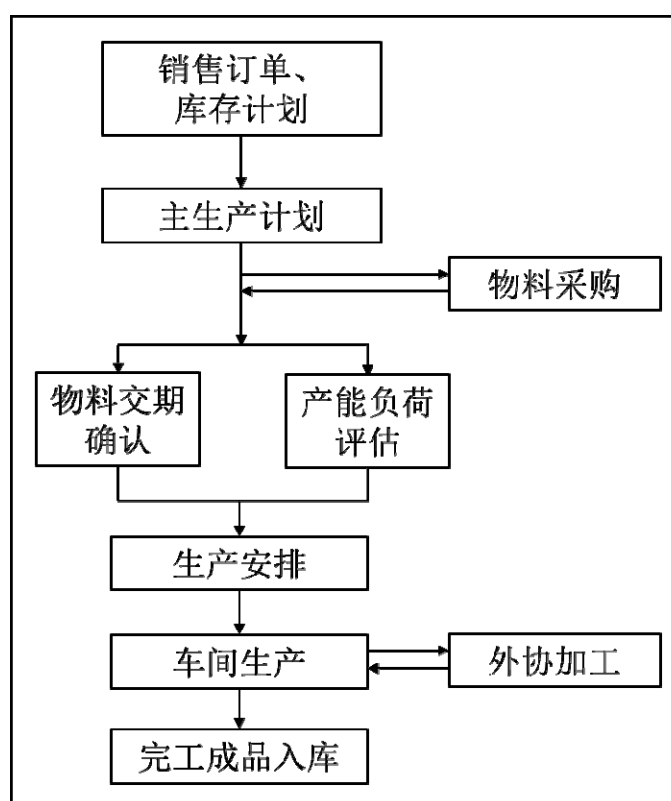 销售订单、
库存计划
主生产计划
物料采购
物料交期
确认
产能负荷
评估
生产安排
车间生产
外协加工
完工成品入库